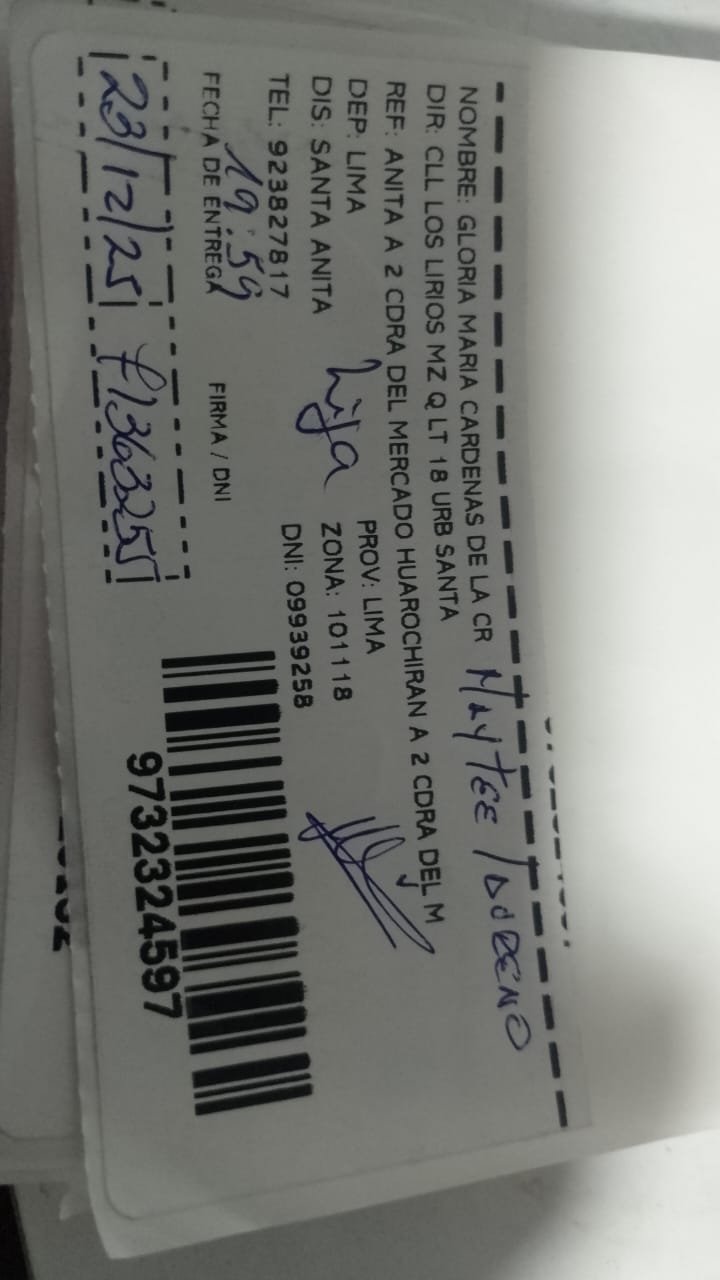 NOMBRE: GLORIA MARIA CARDENAS DE LA CR
DIR: CLL LOS LIRIOS MZ Q LT 18 URB SANTA
REF: ANITA A 2 CDRA DEL MERCADO HUAROCHIRAN A 2 CDRA DEL M
DEP: LIMA PROV: LIMA
DIS: SANTA ANITA ZONA: 101118
TEL: 923827817 DNI: 09939258
19:59
hija
FECHA DE ENTREGA FIRMA / DNI
23/12/25
9732324597